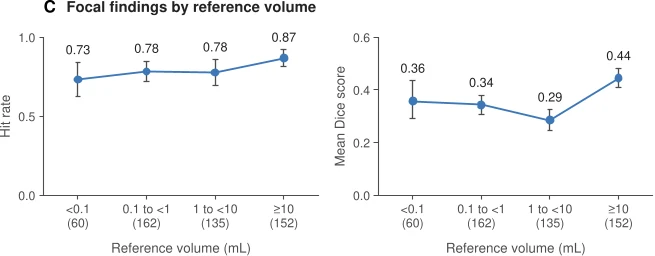 C Focal findings by reference volume
1.0
0.5
0.0
Hit rate
0.73
0.78
0.78
0.87
<0.1 0.1 to <1 1 to <10 ≥10
(60) (162) (135) (152)
Reference volume (mL)
0.6
0.4
0.2
0.0
Mean Dice score
0.36
0.34
0.29
0.44
<0.1 0.1 to <1 1 to <10 ≥10
(60) (162) (135) (152)
Reference volume (mL)